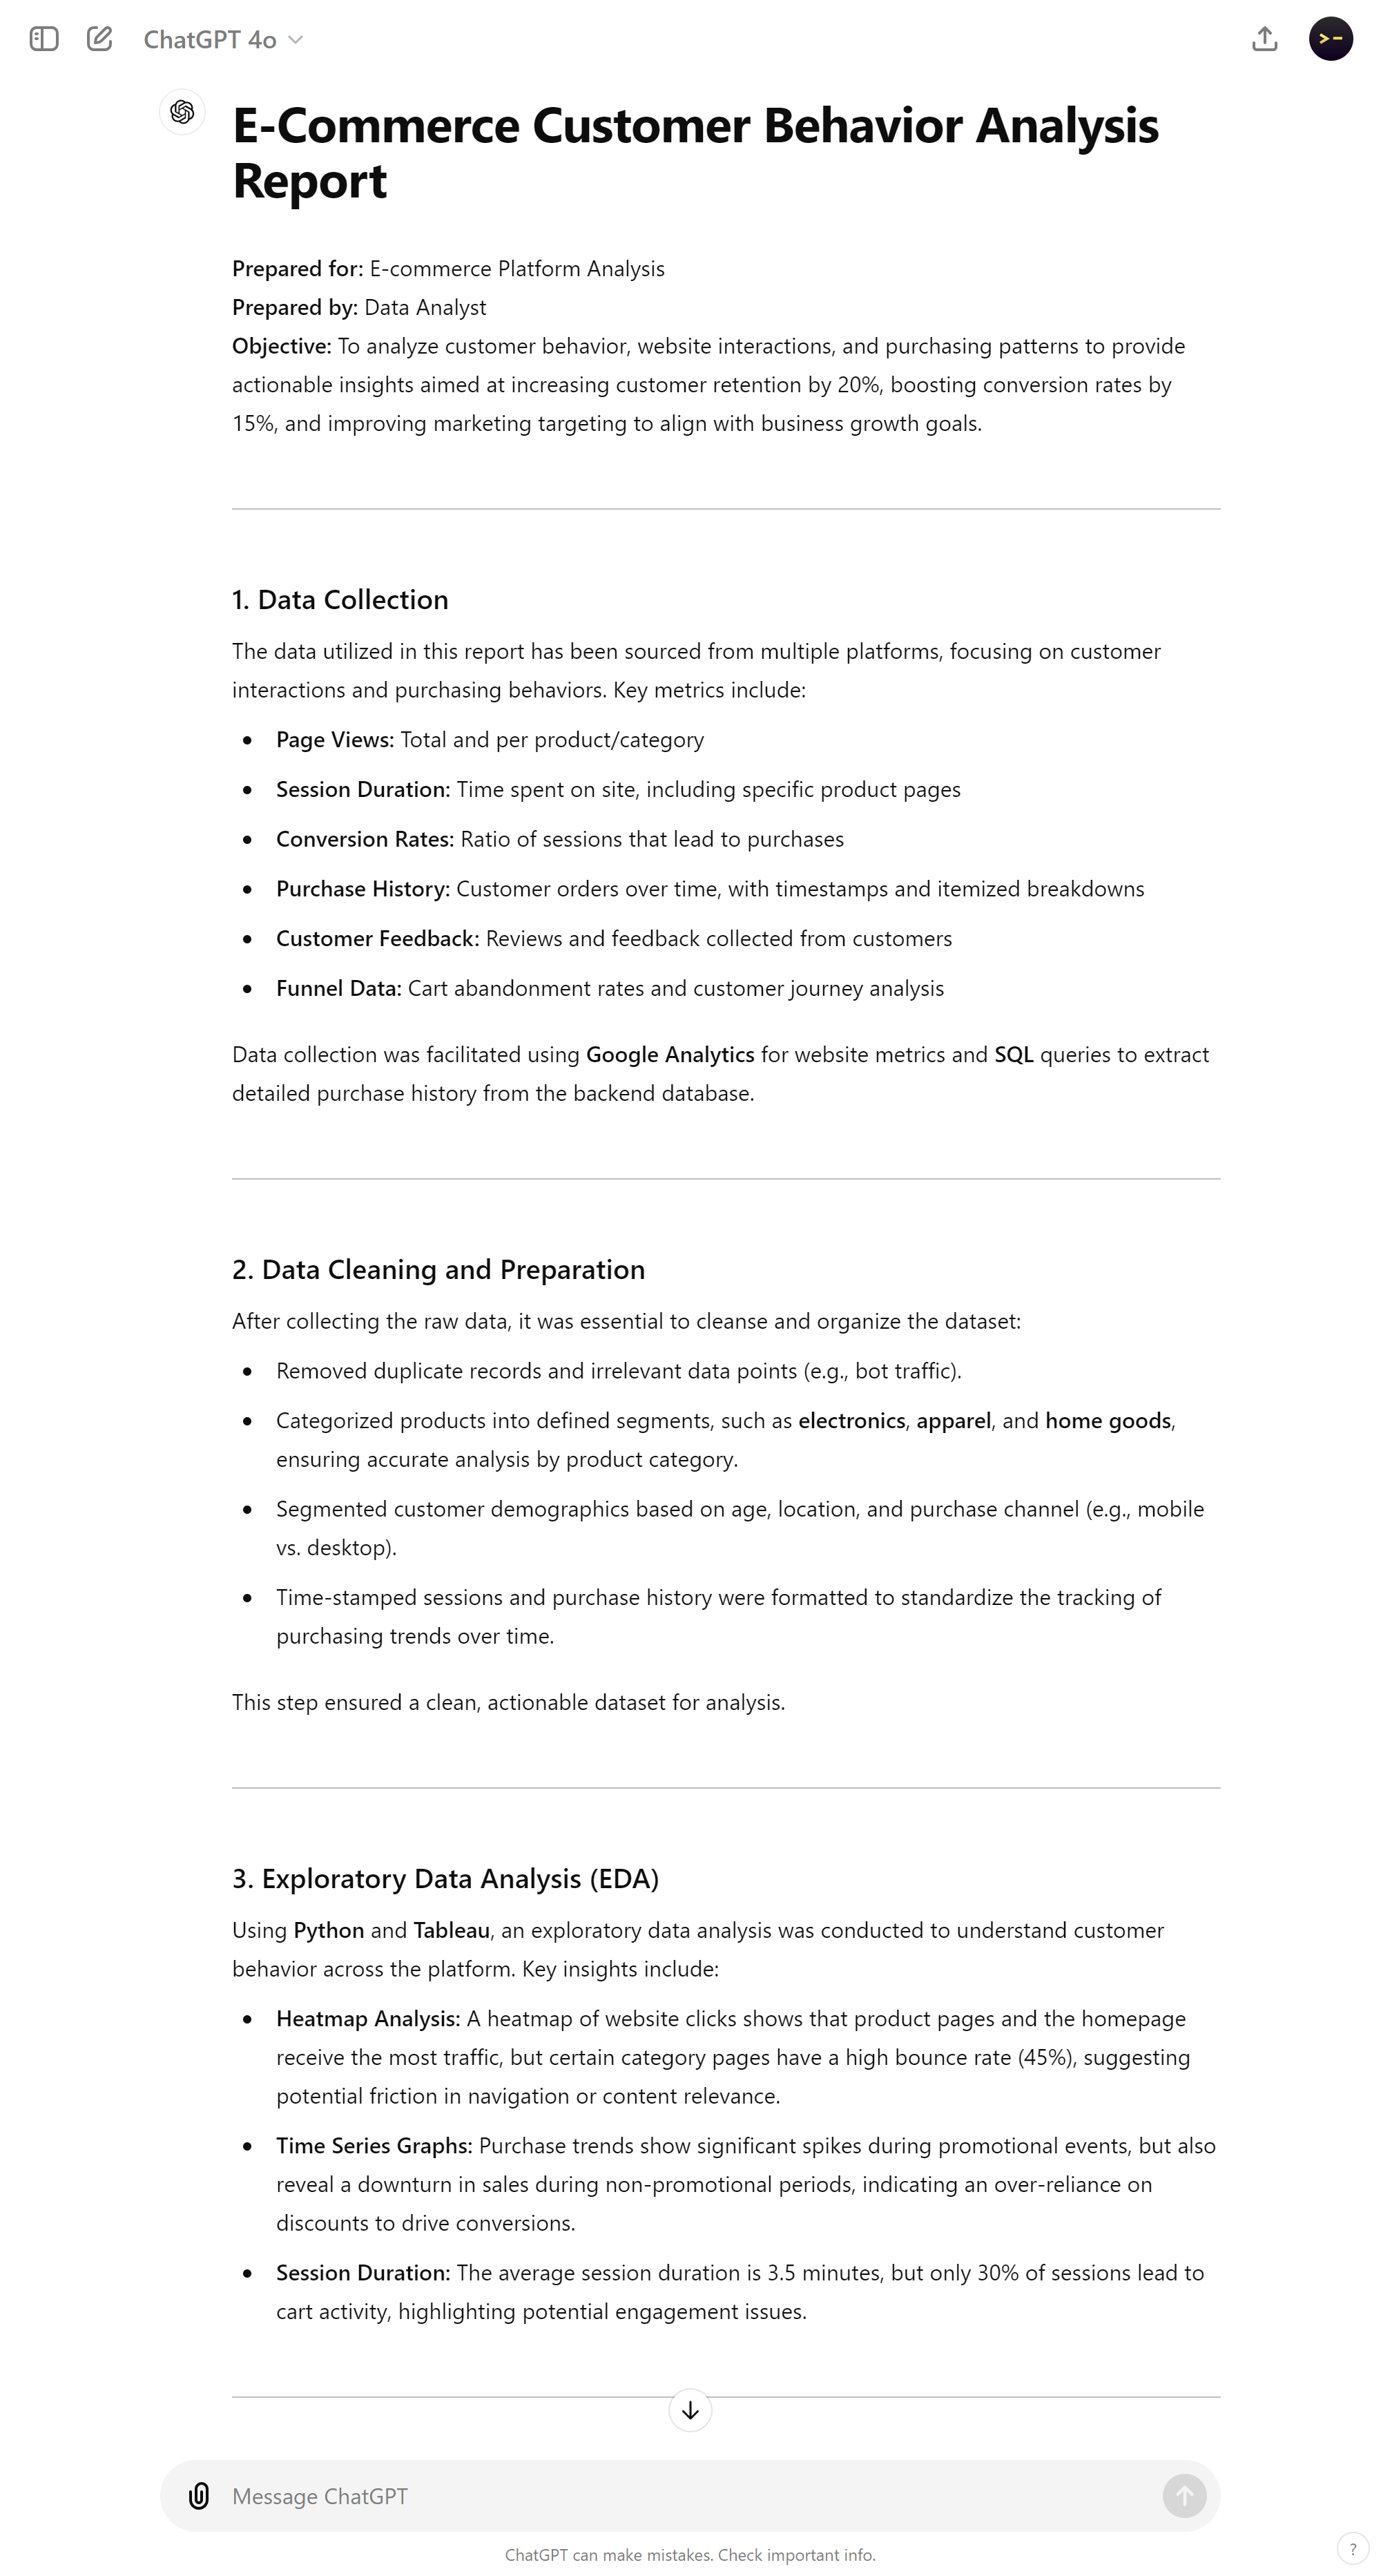 ChatGPT 4o
E-Commerce Customer Behavior Analysis
Report
Prepared for: E-commerce Platform Analysis
Prepared by: Data Analyst
Objective: To analyze customer behavior, website interactions, and purchasing patterns to provide
actionable insights aimed at increasing customer retention by 20%, boosting conversion rates by
15%, and improving marketing targeting to align with business growth goals.
1. Data Collection
The data utilized in this report has been sourced from multiple platforms, focusing on customer
interactions and purchasing behaviors. Key metrics include:
• Page Views: Total and per product/category
• Session Duration: Time spent on site, including specific product pages
• Conversion Rates: Ratio of sessions that lead to purchases
• Purchase History: Customer orders over time, with timestamps and itemized breakdowns
• Customer Feedback: Reviews and feedback collected from customers
• Funnel Data: Cart abandonment rates and customer journey analysis
Data collection was facilitated using Google Analytics for website metrics and SQL queries to extract
detailed purchase history from the backend database.
2. Data Cleaning and Preparation
After collecting the raw data, it was essential to cleanse and organize the dataset:
• Removed duplicate records and irrelevant data points (e.g., bot traffic).
• Categorized products into defined segments, such as electronics, apparel, and home goods,
ensuring accurate analysis by product category.
• Segmented customer demographics based on age, location, and purchase channel (e.g., mobile
vs. desktop).
• Time-stamped sessions and purchase history were formatted to standardize the tracking of
purchasing trends over time.
This step ensured a clean, actionable dataset for analysis.
3. Exploratory Data Analysis (EDA)
Using Python and Tableau, an exploratory data analysis was conducted to understand customer
behavior across the platform. Key insights include:
• Heatmap Analysis: A heatmap of website clicks shows that product pages and the homepage
receive the most traffic, but certain category pages have a high bounce rate (45%), suggesting
potential friction in navigation or content relevance.
• Time Series Graphs: Purchase trends show significant spikes during promotional events, but also
reveal a downturn in sales during non-promotional periods, indicating an over-reliance on
discounts to drive conversions.
• Session Duration: The average session duration is 3.5 minutes, but only 30% of sessions lead to
cart activity, highlighting potential engagement issues.
Message ChatGPT
ChatGPT can make mistakes. Check important info.
?